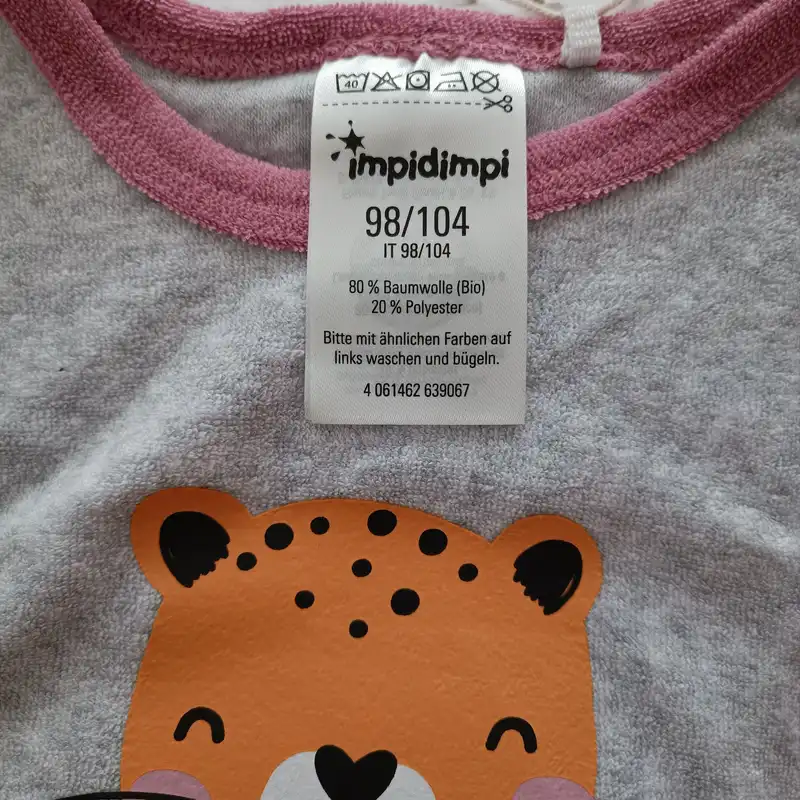 40
impidimpi
98/104
IT 98/104
80 % Baumwolle (Bio)
20 % Polyester
Bitte mit ähnlichen Farben auf
links waschen und bügeln.
4 061462 639067